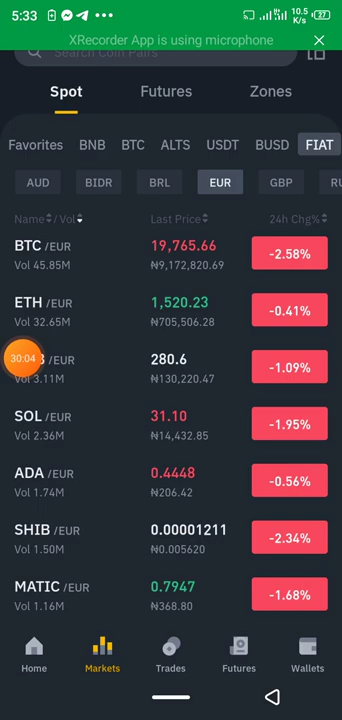 5:33
10.5
K/s
27
XRecorder App is using microphone
Search Coin Pairs
Spot Futures Zones
Favorites BNB BTC ALTS USDT BUSD FIAT
AUD BIDR BRL EUR GBP
Name / Vol Last Price 24h Chg%
BTC /EUR 19,765.66 -2.58%
Vol 45.85M ₦9,172,820.69
ETH /EUR 1,520.23 -0.41%
Vol 32.65M ₦705,506.28
30:04
/EUR 280.6 -1.09%
Vol 3.11M ₦130,220.47
SOL /EUR 31.10 -1.95%
Vol 2.36M ₦14,432.85
ADA /EUR 0.4448 -0.56%
Vol 1.74M ₦206.42
SHIB /EUR 0.00001211 -2.34%
Vol 1.50M ₦0.005620
MATIC /EUR 0.7947 -1.68%
Vol 1.16M ₦368.80
Home Markets Trades Futures Wallets